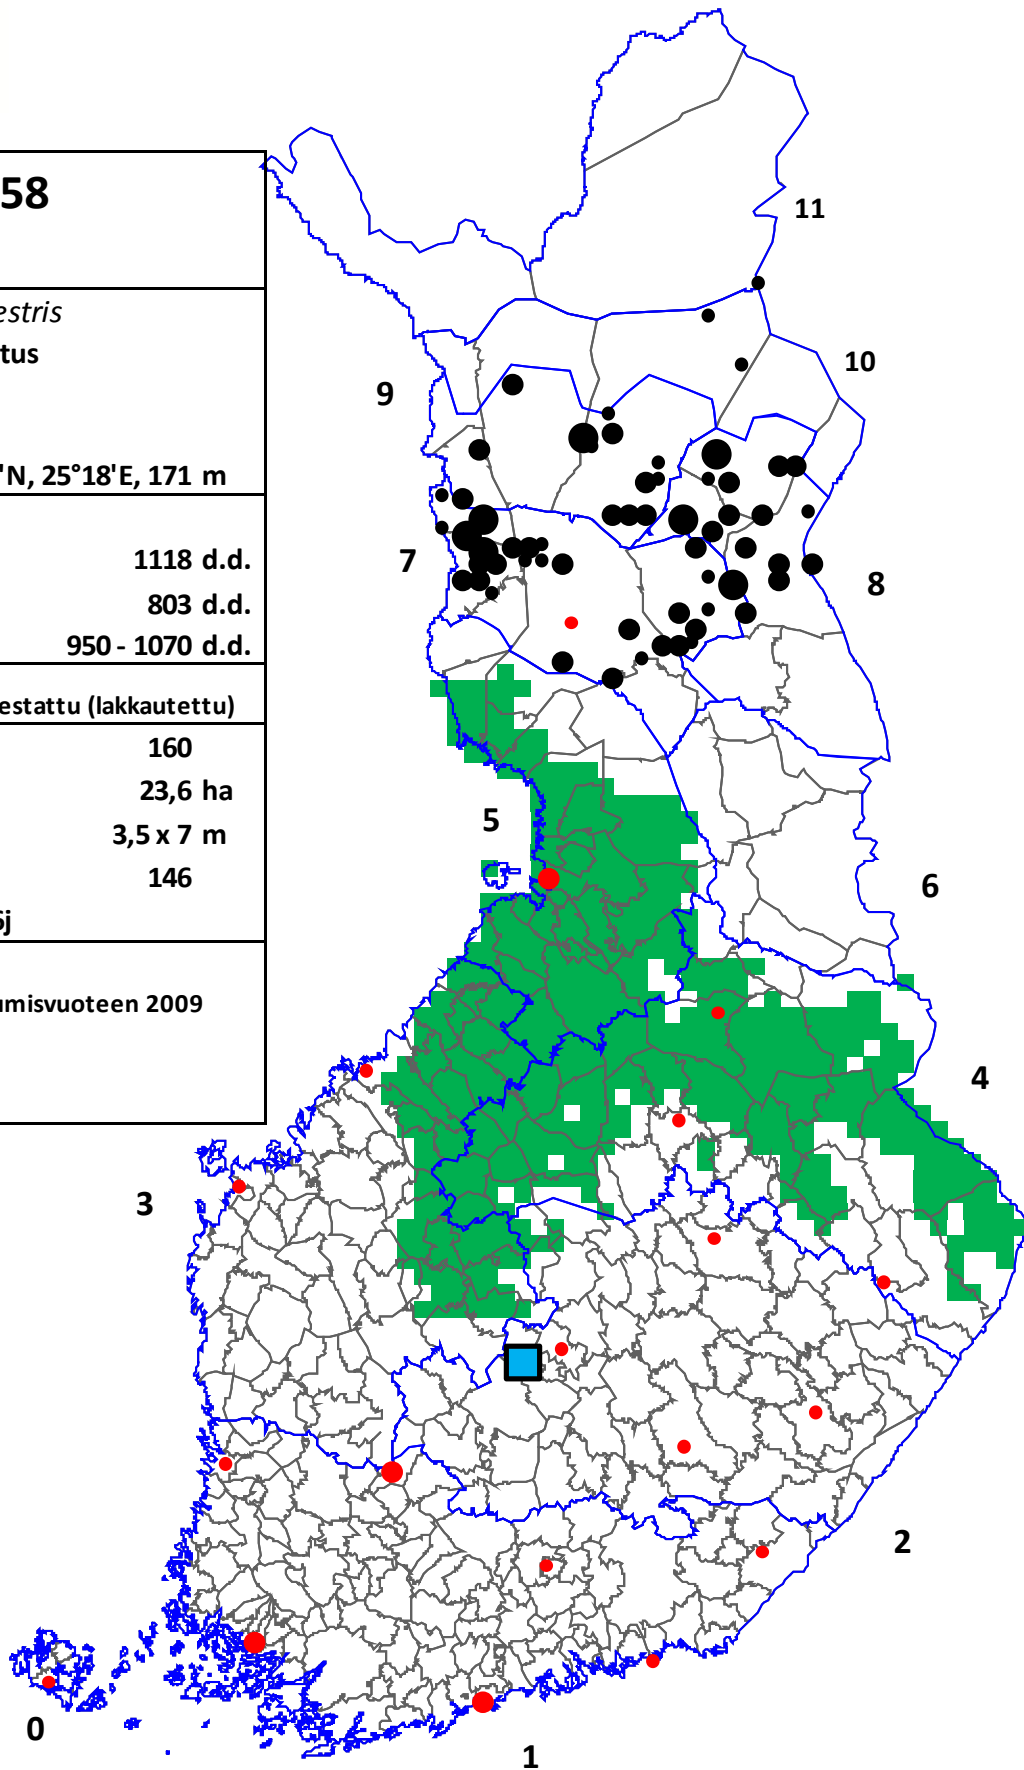 58
estris
tus
'N, 25°18'E, 171 m
1118 d.d.
803 d.d.
950 - 1070 d.d.
estattu (lakkautettu)
160
23,6 ha
3,5 x 7 m
146
5j
umisvuoteen 2009
11
10
9
7
8
5
6
4
3
2
0
1